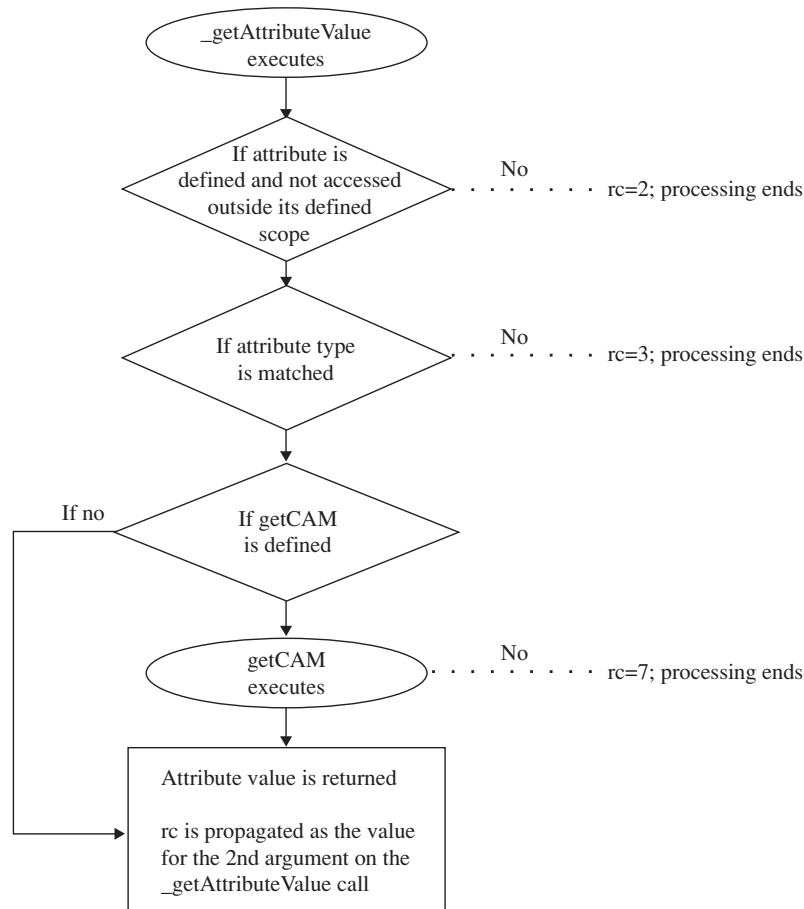 _getAttributeValue
executes
If attribute is
defined and not accessed
outside its defined
scope
No
rc=2; processing ends
If attribute type
is matched
No
rc=3; processing ends
If no
If getCAM
is defined
getCAM
executes
No
rc=7; processing ends
Attribute value is returned
rc is propagated as the value
for the 2nd argument on the
_getAttributeValue call